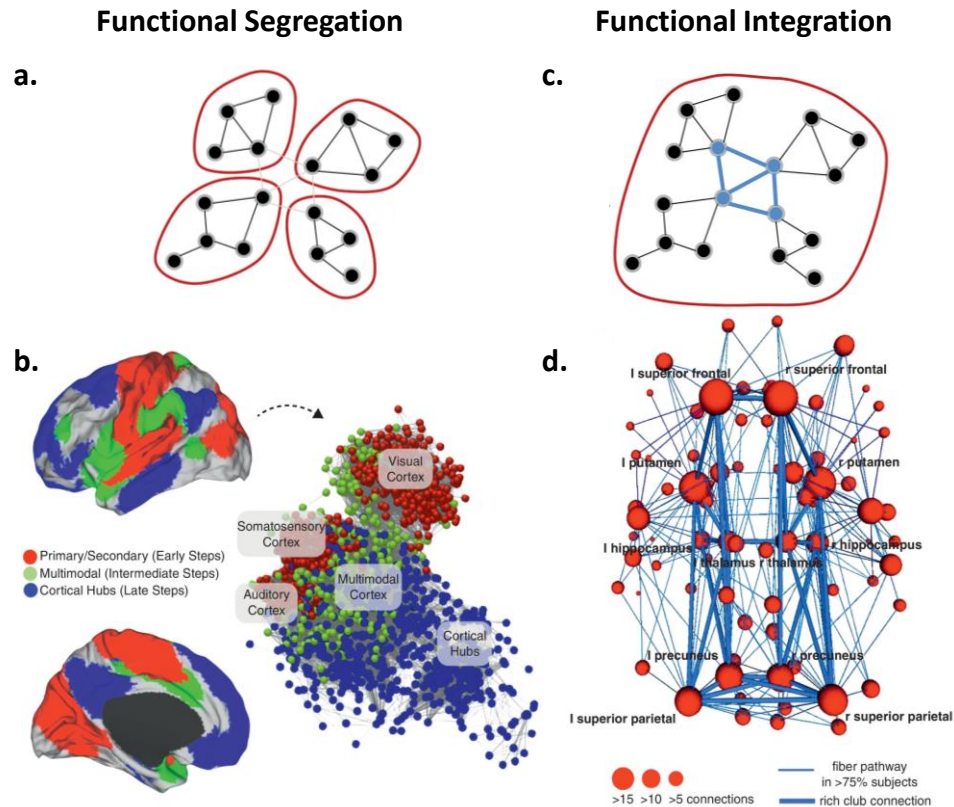 Functional Segregation
Functional Integration
a.
c.
b.
Visual
Cortex
Somatosensory
Cortex
Primary/Secondary (Early Steps)
Multimodal (Intermediate Steps)
Cortical Hubs (Late Steps)
Auditory
Cortex
Multimodal
Cortex
Cortical
Hubs
d.
l superior frontal
r superior frontal
l putamen
r putamen
l hippocampus
r hippocampus
l thalamus r thalamus
l precuneus
r precuneus
l superior parietal
r superior parietal
>15 >10 >5 connections
fiber pathway
in >75% subjects
rich club connection